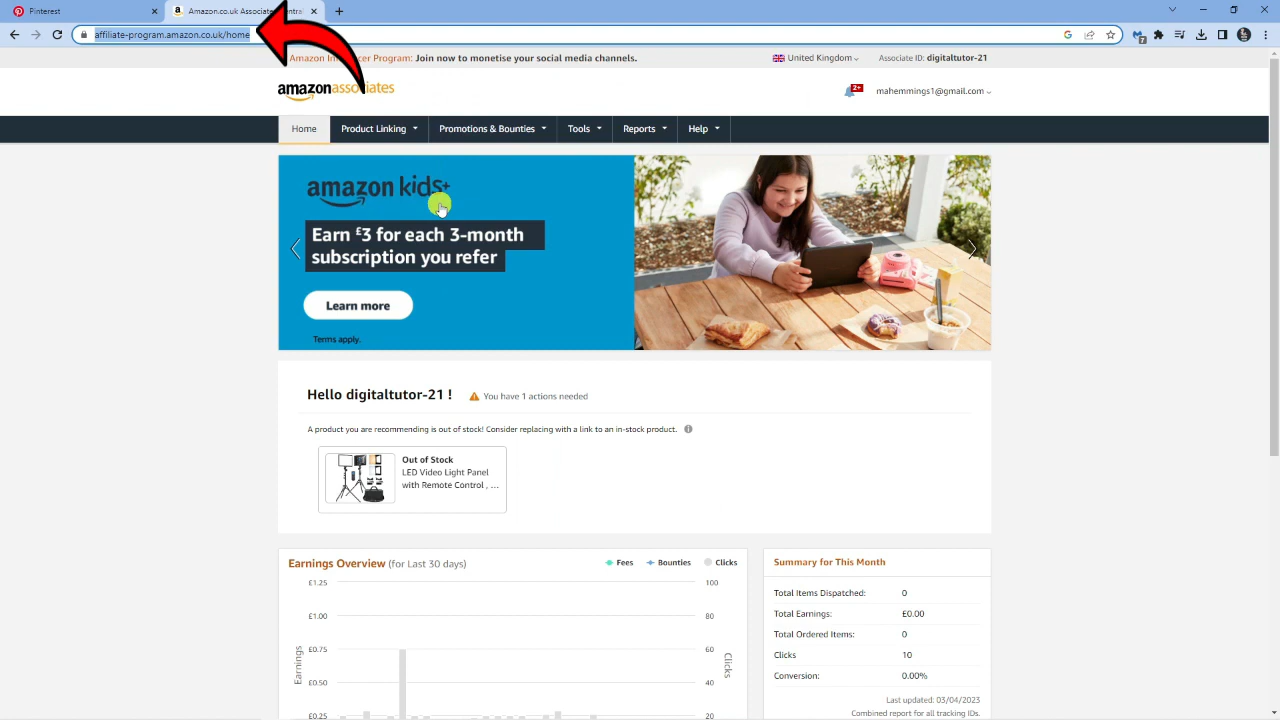 Pinterest
Amazon.co.uk Associates Central
affiliate-program.amazon.co.uk/home
Join now to monetise your social media channels.
United Kingdom
Associate ID: digitaltutor-21
amazonassociates
2+
mahemmings1@gmail.com
Home
Product Linking
Promotions & Bounties
Tools
Reports
Help
amazon kids+
Earn £3 for each 3-month
subscription you refer
Learn more
Terms apply.
Hello digitaltutor-21 !
You have 1 actions needed
A product you are recommending is out of stock! Consider replacing with a link to an in-stock product.
Out of Stock
LED Video Light Panel
with Remote Control , ...
Earnings Overview (for Last 30 days)
Fees
Bounties
Clicks
£1.25
100
£1.00
80
£0.75
60
£0.50
40
£0.25
20
Earnings
Clicks
Summary for This Month
Total Items Dispatched: 0
Total Earnings: £0.00
Total Ordered Items: 0
Clicks 10
Conversion: 0.00%
Last updated: 03/04/2023
Combined report for all tracking IDs.